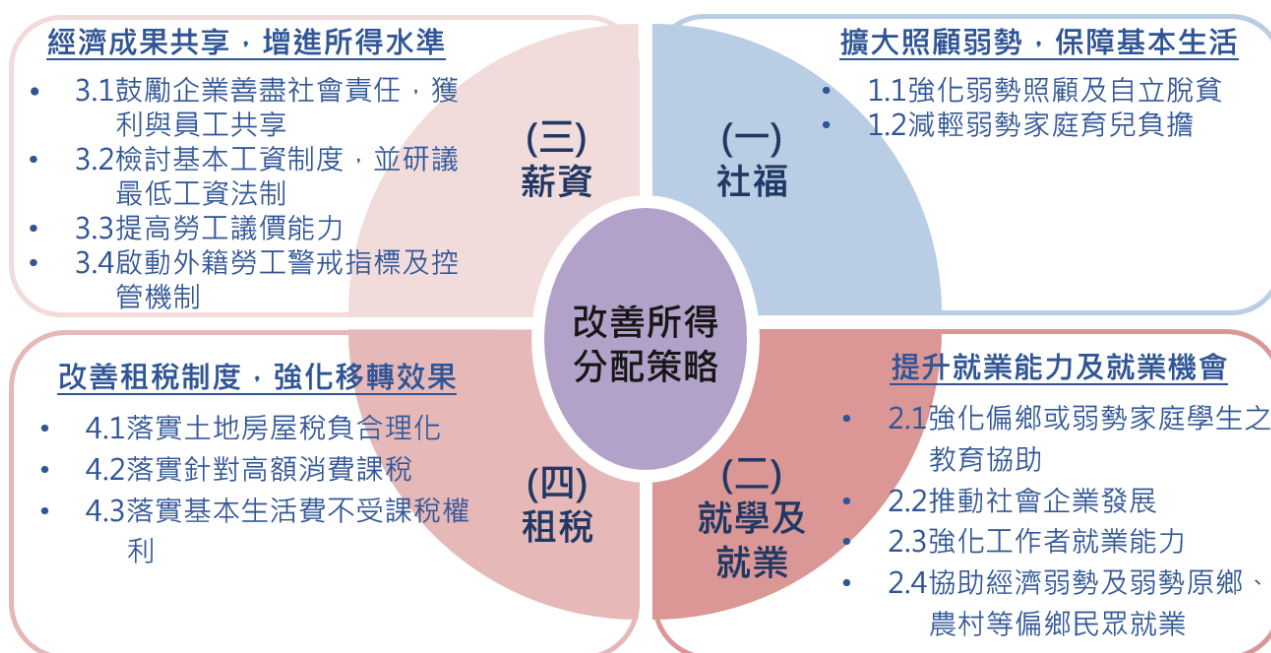 經濟成果共享，增進所得水準
• 3.1鼓勵企業善盡社會責任，獲
利與員工共享
• 3.2檢討基本工資制度，並研議
最低工資法制
• 3.3提高勞工議價能力
• 3.4啟動外籍勞工警戒指標及控
管機制
(三)
薪資
擴大照顧弱勢，保障基本生活
• 1.1強化弱勢照顧及自立脫貧
• 1.2減輕弱勢家庭育兒負擔
(一)
社福
改善所得
分配策略
改善租稅制度，強化移轉效果
• 4.1落實土地房屋稅負合理化
• 4.2落實針對高額消費課稅
• 4.3落實基本生活費不受課稅權
利
(四)
租稅
提升就業能力及就業機會
• 2.1強化偏鄉或弱勢家庭學生之
教育協助
• 2.2推動社會企業發展
• 2.3強化工作者就業能力
• 2.4協助經濟弱勢及弱勢原鄉、
農村等偏鄉民眾就業
(二)
就學及
就業